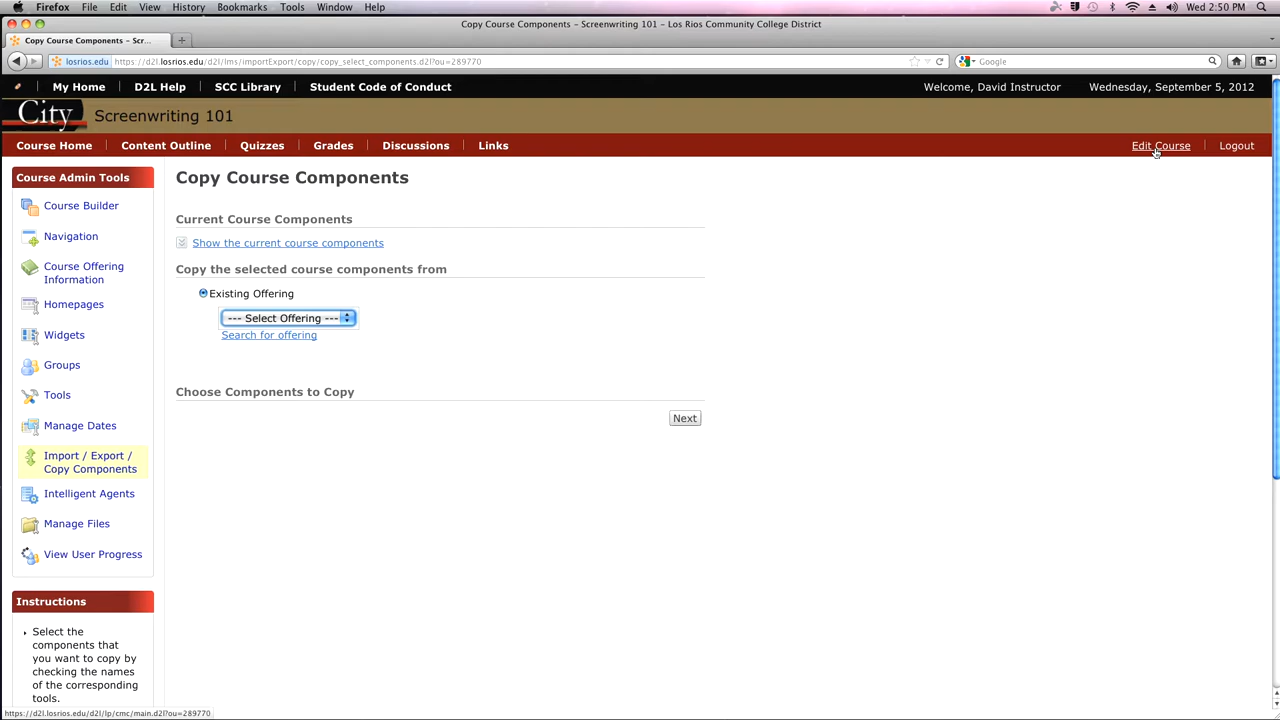 Firefox File Edit View History Bookmarks Tools Window Help Wed 2:50 PM
Copy Course Components – Screenwriting 101 – Los Rios Community College District
Copy Course Components – Scr...
losrios.edu https://d2l.losrios.edu/d2l/lms/importExport/copy/copy_select_components.d2l?ou=289770 Google
My Home D2L Help SCC Library Student Code of Conduct Welcome, David Instructor Wednesday, September 5, 2012
City Screenwriting 101
Course Home Content Outline Quizzes Grades Discussions Links Edit Course Logout
Course Admin Tools
Course Builder
Navigation
Course Offering
Information
Homepages
Widgets
Groups
Tools
Manage Dates
Import / Export /
Copy Components
Intelligent Agents
Manage Files
View User Progress
Instructions
Select the
components that
you want to copy by
checking the names
of the corresponding
tools.
Copy Course Components
Current Course Components
Show the current course components
Copy the selected course components from
Existing Offering
--- Select Offering ---
Search for offering
Choose Components to Copy
Next
https://d2l.losrios.edu/d2l/lp/cmc/main.d2l?ou=289770